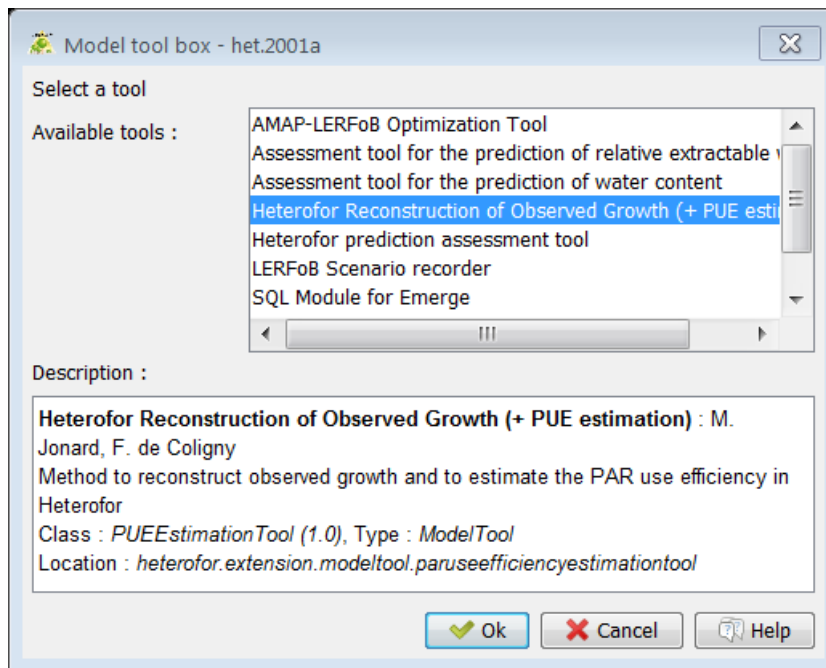 Model tool box - het.2001a
Select a tool
Available tools :
AMAP-LERFoB Optimization Tool
Assessment tool for the prediction of relative extractable
Assessment tool for the prediction of water content
Heterofor Reconstruction of Observed Growth (+ PUE esti
Heterofor prediction assessment tool
LERFoB Scenario recorder
SQL Module for Emerge
Description :
Heterofor Reconstruction of Observed Growth (+ PUE estimation) : M.
Jonard, F. de Coligny
Method to reconstruct observed growth and to estimate the PAR use efficiency in
Heterofor
Class : PUEEstimationTool (1.0), Type : ModelTool
Location : heterofor.extension.modeltool.paruseefficiencyestimationtool
Ok Cancel Help